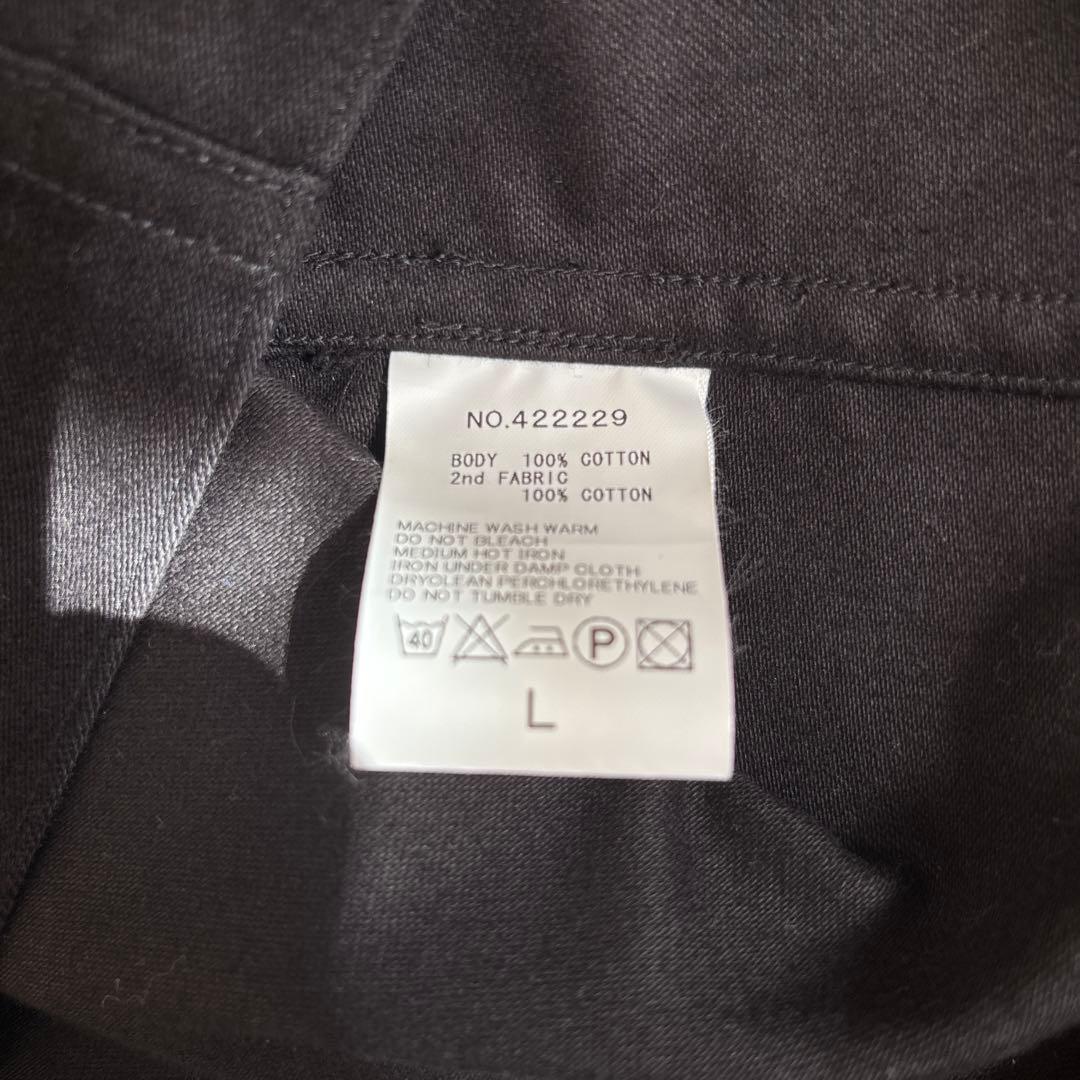 NO.422229
BODY 100% COTTON
2nd FABRIC
100% COTTON
MACHINE WASH WARM
DO NOT BLEACH
MEDIUM HOT IRON
IRON UNDER DAMP CLOTH
DRYCLEAN PERCHLORETHYLENE
DO NOT TUMBLE DRY
40 P
L